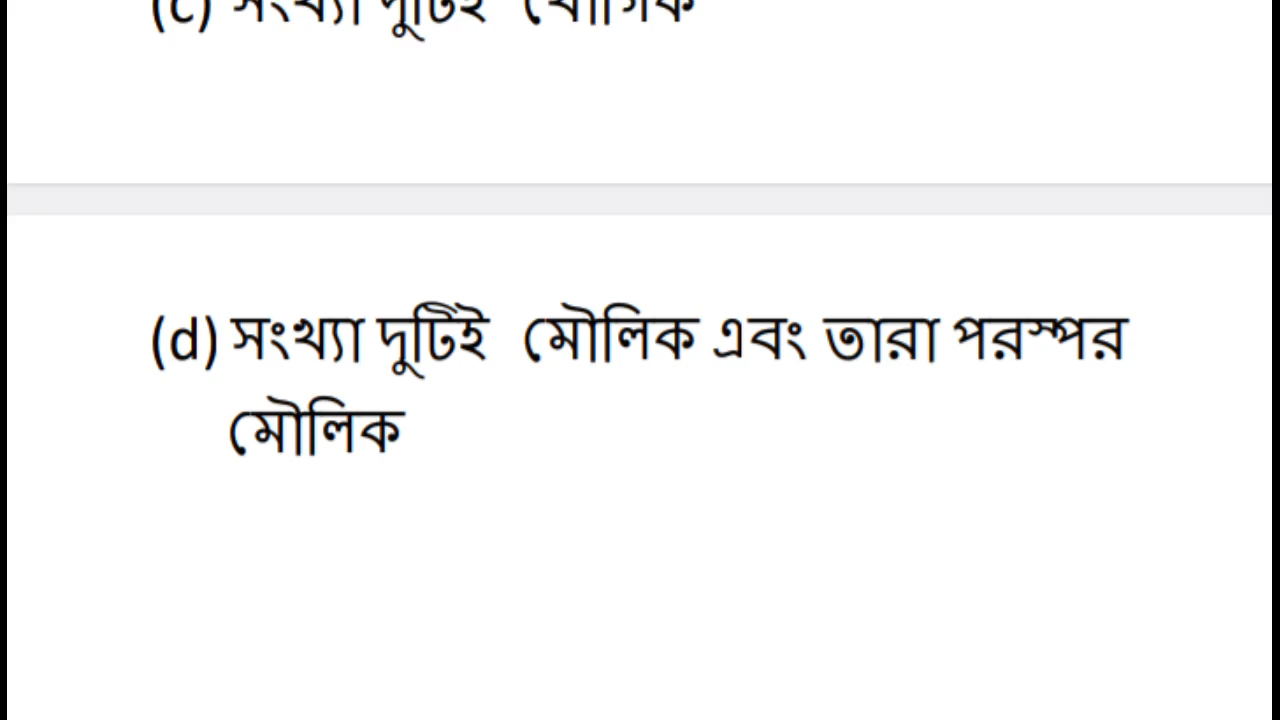 (c) সংখ্যা দুটিই যৌগিক
(d) সংখ্যা দুটিই মৌলিক এবং তারা পরস্পর
মৌলিক